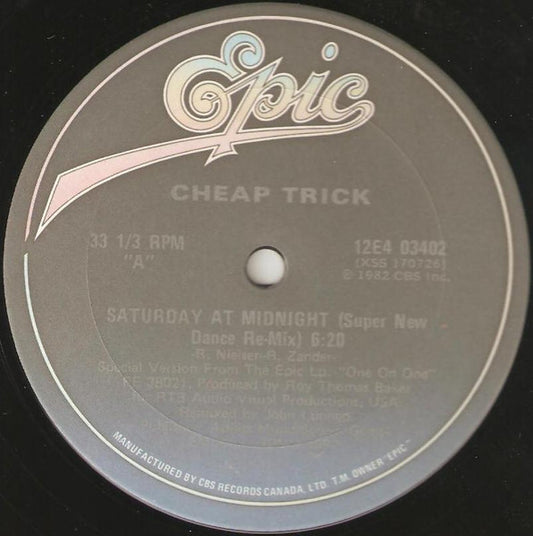 Epic
CHEAP TRICK
33 1/3 RPM
"A"
12E4 03402
(XSS 170726)
℗ 1982 CBS Inc.
SATURDAY AT MIDNIGHT (Super New
Dance Re-Mix) 6:20
-R. Nielsen-R. Zander-
Special Version From The Epic Lp. "One On One"
FE 38021, Produced by Roy Thomas Baker
RTB Audio Visual Productions, USA
Remixed by John Luongo
MANUFACTURED BY CBS RECORDS CANADA, LTD. T.M. OWNER "EPIC"